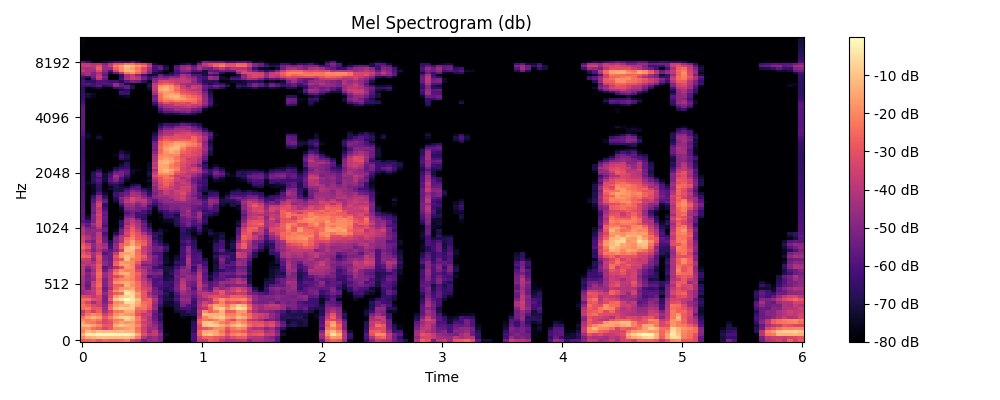 Mel Spectrogram (db)
8192
4096
2048
1024
512
0
Hz
0 1 2 3 4 5 6
Time
-10 dB
-20 dB
-30 dB
-40 dB
-50 dB
-60 dB
-70 dB
-80 dB